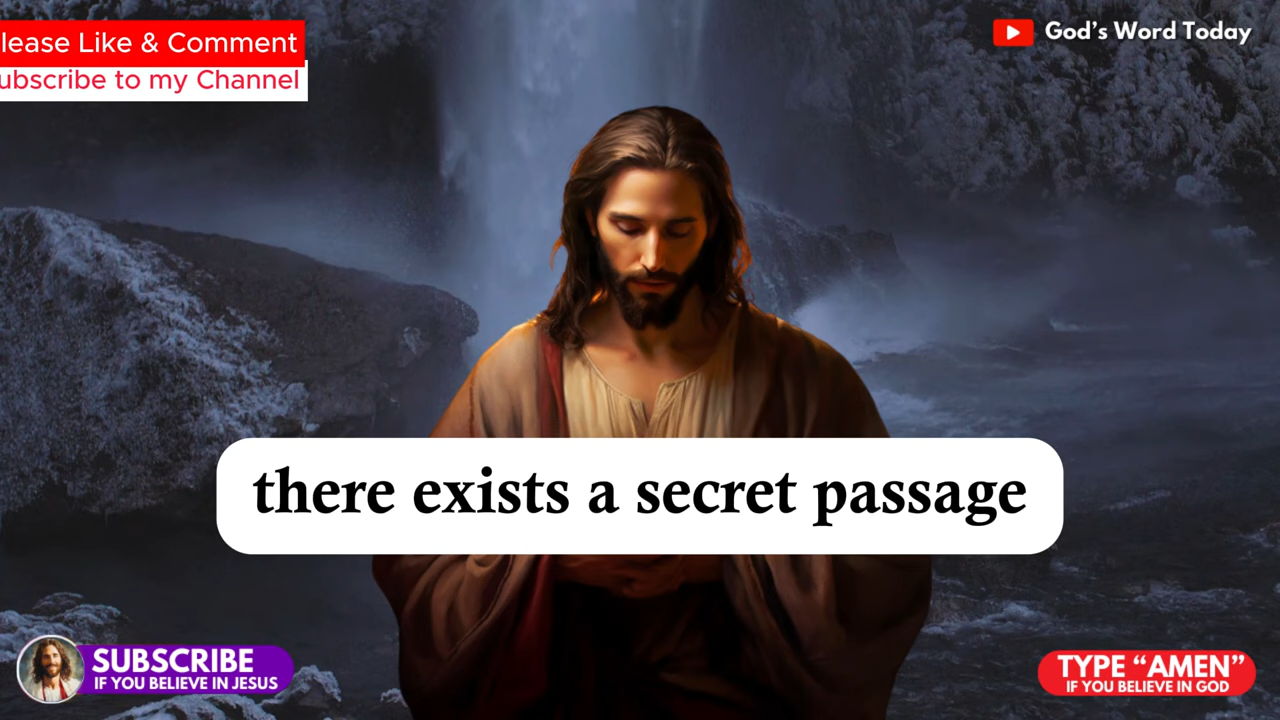 lease Like & Comment
ubscribe to my Channel
God's Word Today
there exists a secret passage
SUBSCRIBE
IF YOU BELIEVE IN JESUS
TYPE “AMEN”
IF YOU BELIEVE IN GOD